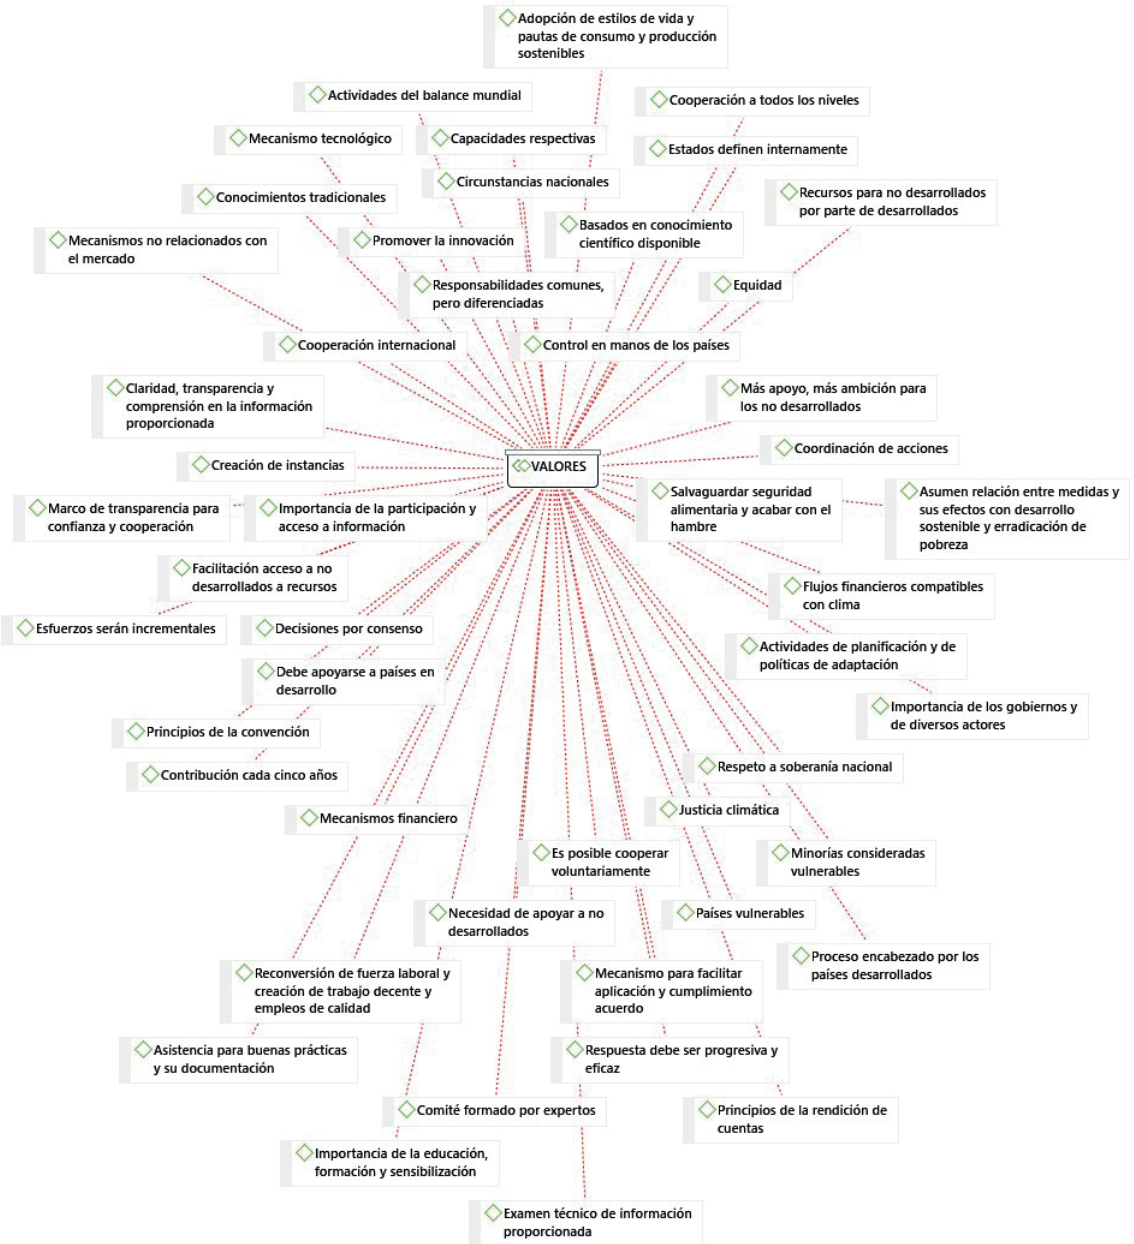 Adopción de estilos de vida y
pautas de consumo y producción
sostenibles
Actividades del balance mundial
Cooperación a todos los niveles
Mecanismo tecnológico
Capacidades respectivas
Estados definen internamente
Circunstancias nacionales
Conocimientos tradicionales
Recursos para no desarrollados
por parte de desarrollados
Basados en conocimiento
científico disponible
Mecanismos no relacionados con
el mercado
Promover la innovación
Responsabilidades comunes,
pero diferenciadas
Equidad
Cooperación internacional
Control en manos de los países
Claridad, transparencia y
comprensión en la información
proporcionada
Más apoyo, más ambición para
los no desarrollados
Coordinación de acciones
Creación de instancias
VALORES
Marco de transparencia para
confianza y cooperación
Importancia de la participación y
acceso a información
Salvaguardar seguridad
alimentaria y acabar con el
hambre
Asumen relación entre medidas y
sus efectos con desarrollo
sostenible y erradicación de
pobreza
Facilitación acceso a no
desarrollados a recursos
Flujos financieros compatibles
con clima
Esfuerzos serán incrementales
Decisiones por consenso
Actividades de planificación y de
políticas de adaptación
Debe apoyarse a países en
desarrollo
Importancia de los gobiernos y
de diversos actores
Principios de la convención
Contribución cada cinco años
Respeto a soberanía nacional
Mecanismos financiero
Justicia climática
Es posible cooperar
voluntariamente
Minorías consideradas
vulnerables
Necesidad de apoyar a no
desarrollados
Países vulnerables
Proceso encabezado por los
países desarrollados
Reconversión de fuerza laboral y
creación de trabajo decente y
empleos de calidad
Mecanismo para facilitar
aplicación y cumplimiento
acuerdo
Asistencia para buenas prácticas
y su documentación
Respuesta debe ser progresiva y
eficaz
Comité formado por expertos
Principios de la rendición de
cuentas
Importancia de la educación,
formación y sensibilización
Examen técnico de información
proporcionada